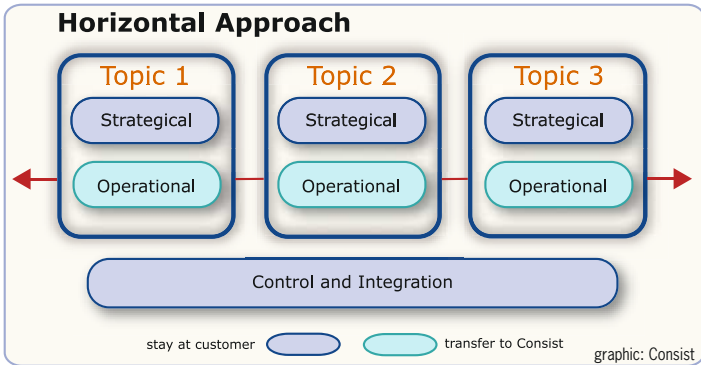 Horizontal Approach
Topic 1 Topic 2 Topic 3
Strategical Strategical Strategical
Operational Operational Operational
Control and Integration
stay at customer transfer to Consist
graphic: Consist